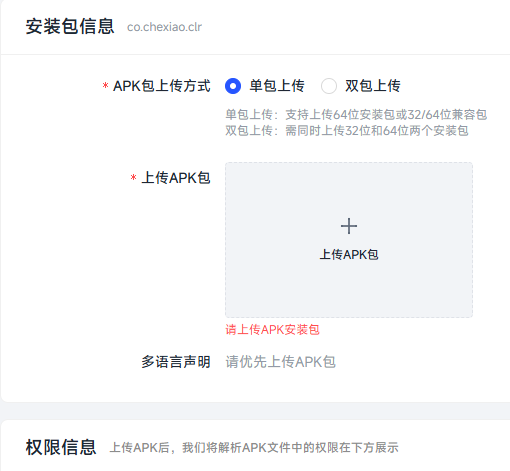 安装包信息 co.chexiao.clr
* APK包上传方式 单包上传 双包上传
单包上传：支持上传64位安装包或32/64位兼容包
双包上传：需同时上传32位和64位两个安装包
* 上传APK包
上传APK包
请上传APK安装包
多语言声明 请优先上传APK包
权限信息 上传APK后，我们将解析APK文件中的权限在下方展示